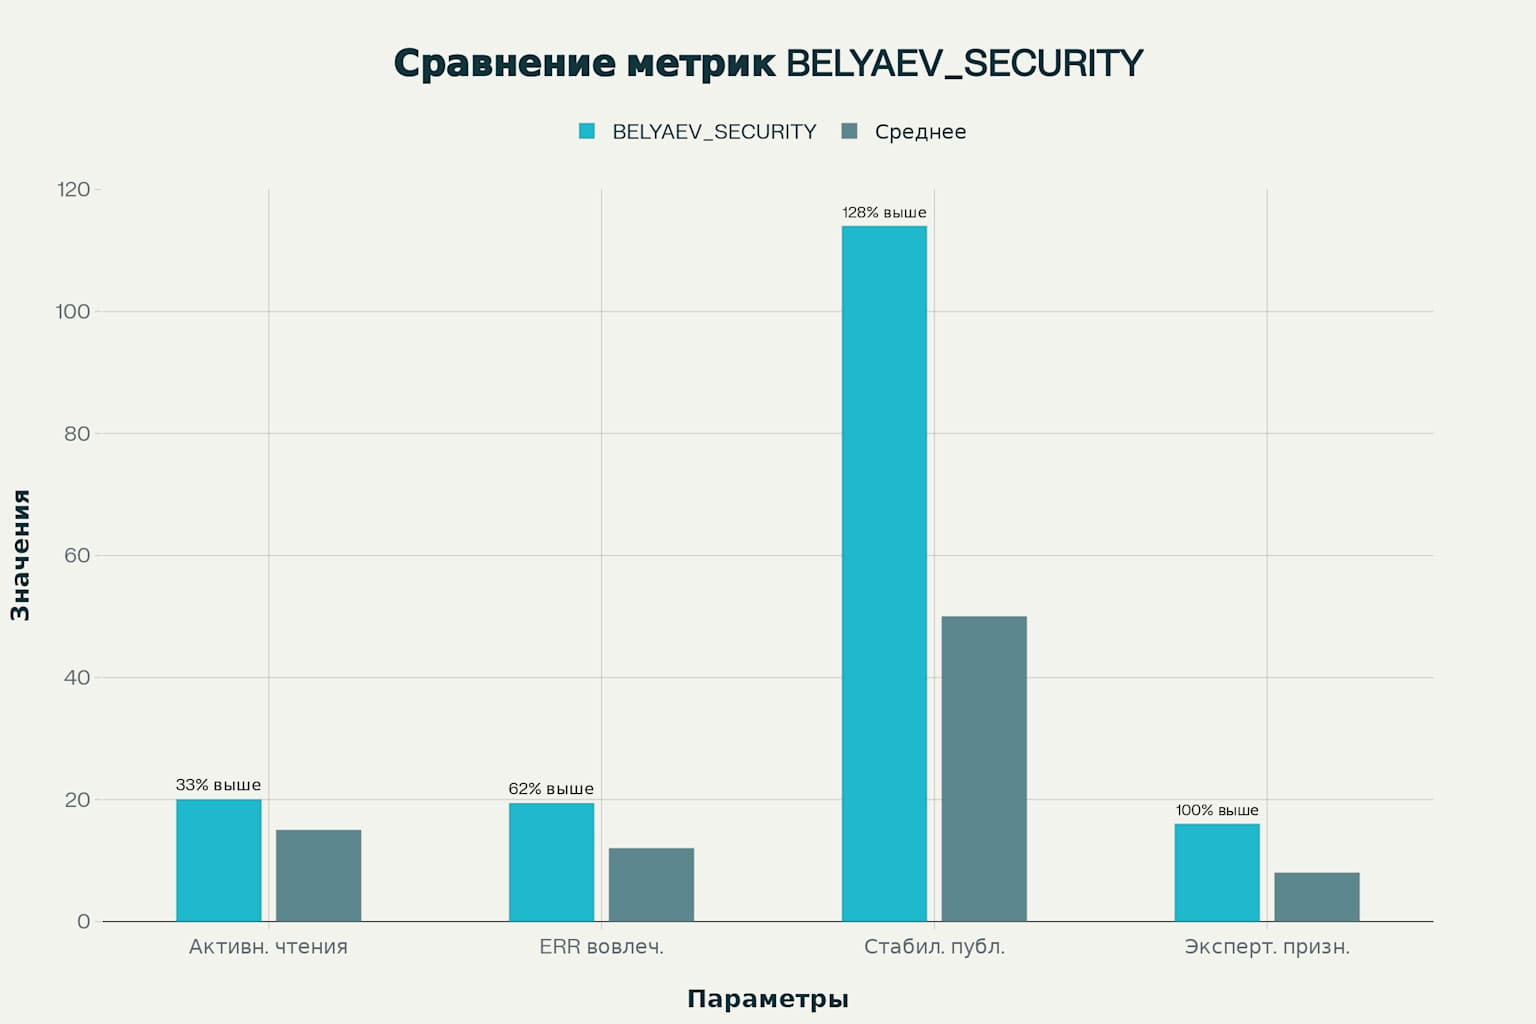 Сравнение метрик BELYAEV_SECURITY
BELYAEV_SECURITY Среднее
120
128% выше
100
80
60
40
33% выше
62% выше
20
100% выше
0
Значения
Активн. чтения ERR вовлеч. Стабил. публ. Эксперт. призн.
Параметры